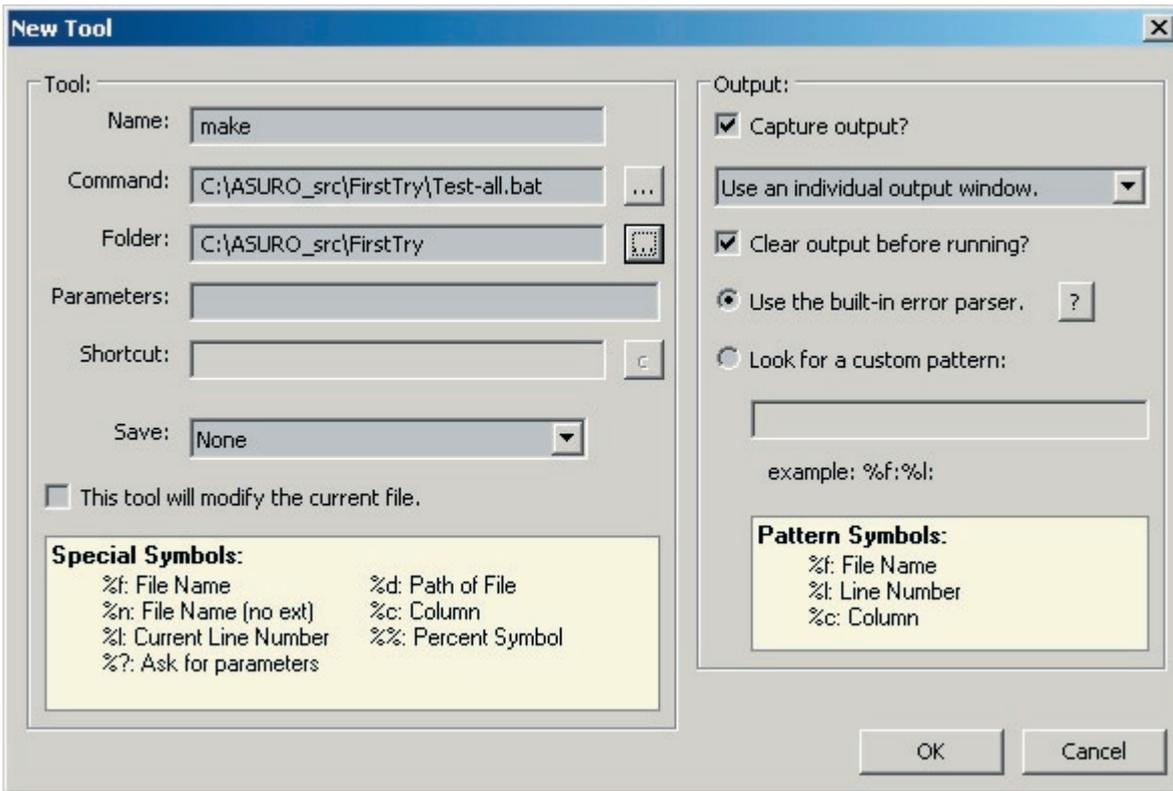 New Tool
Tool:
Name: make
Command: C:\ASURO_src\FirstTry\Test-all.bat ...
Folder: C:\ASURO_src\FirstTry ...
Parameters:
Shortcut: c
Save: None
This tool will modify the current file.
Special Symbols:
%f: File Name %d: Path of File
%n: File Name (no ext) %c: Column
%l: Current Line Number %%: Percent Symbol
%?: Ask for parameters
Output:
Capture output?
Use an individual output window.
Clear output before running?
Use the built-in error parser. ?
Look for a custom pattern:
example: %f:%l:
Pattern Symbols:
%f: File Name
%l: Line Number
%c: Column
OK Cancel